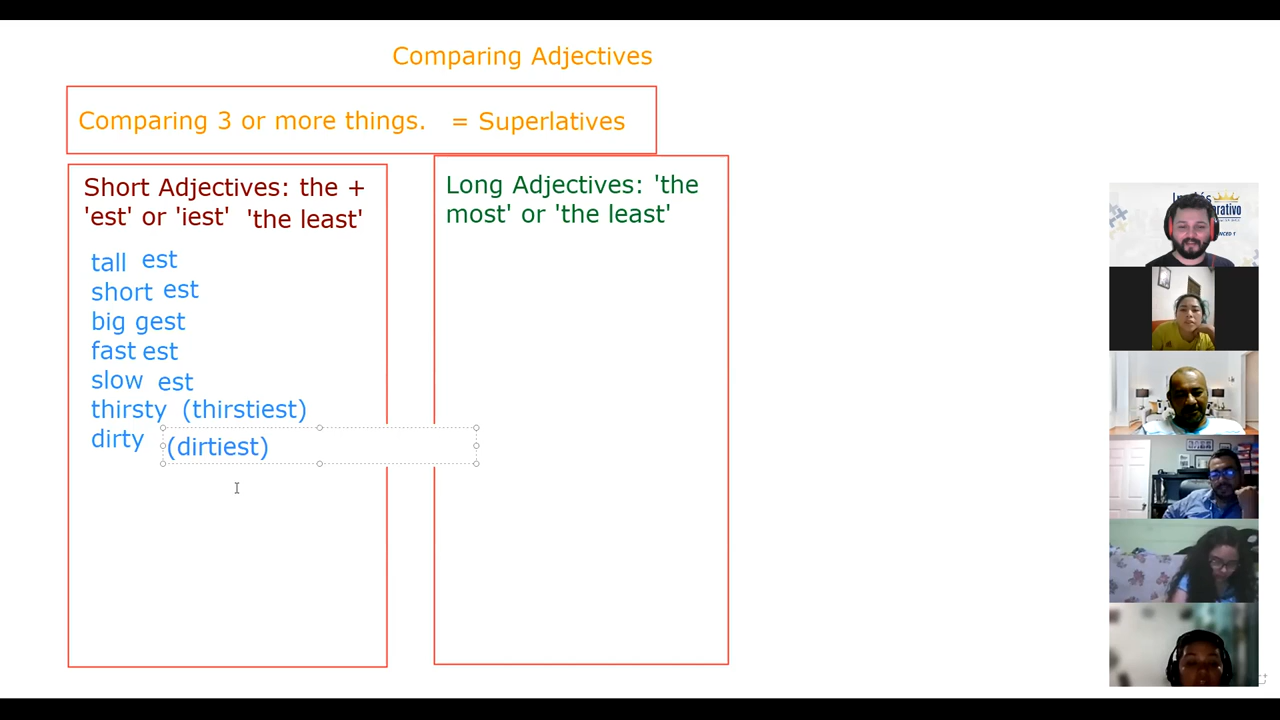 Comparing Adjectives
Comparing 3 or more things. = Superlatives
Short Adjectives: the +
'est' or 'iest' 'the least'
tall est
short est
big gest
fast est
slow est
thirsty (thirstiest)
dirty (dirtiest)
Long Adjectives: 'the
most' or 'the least'